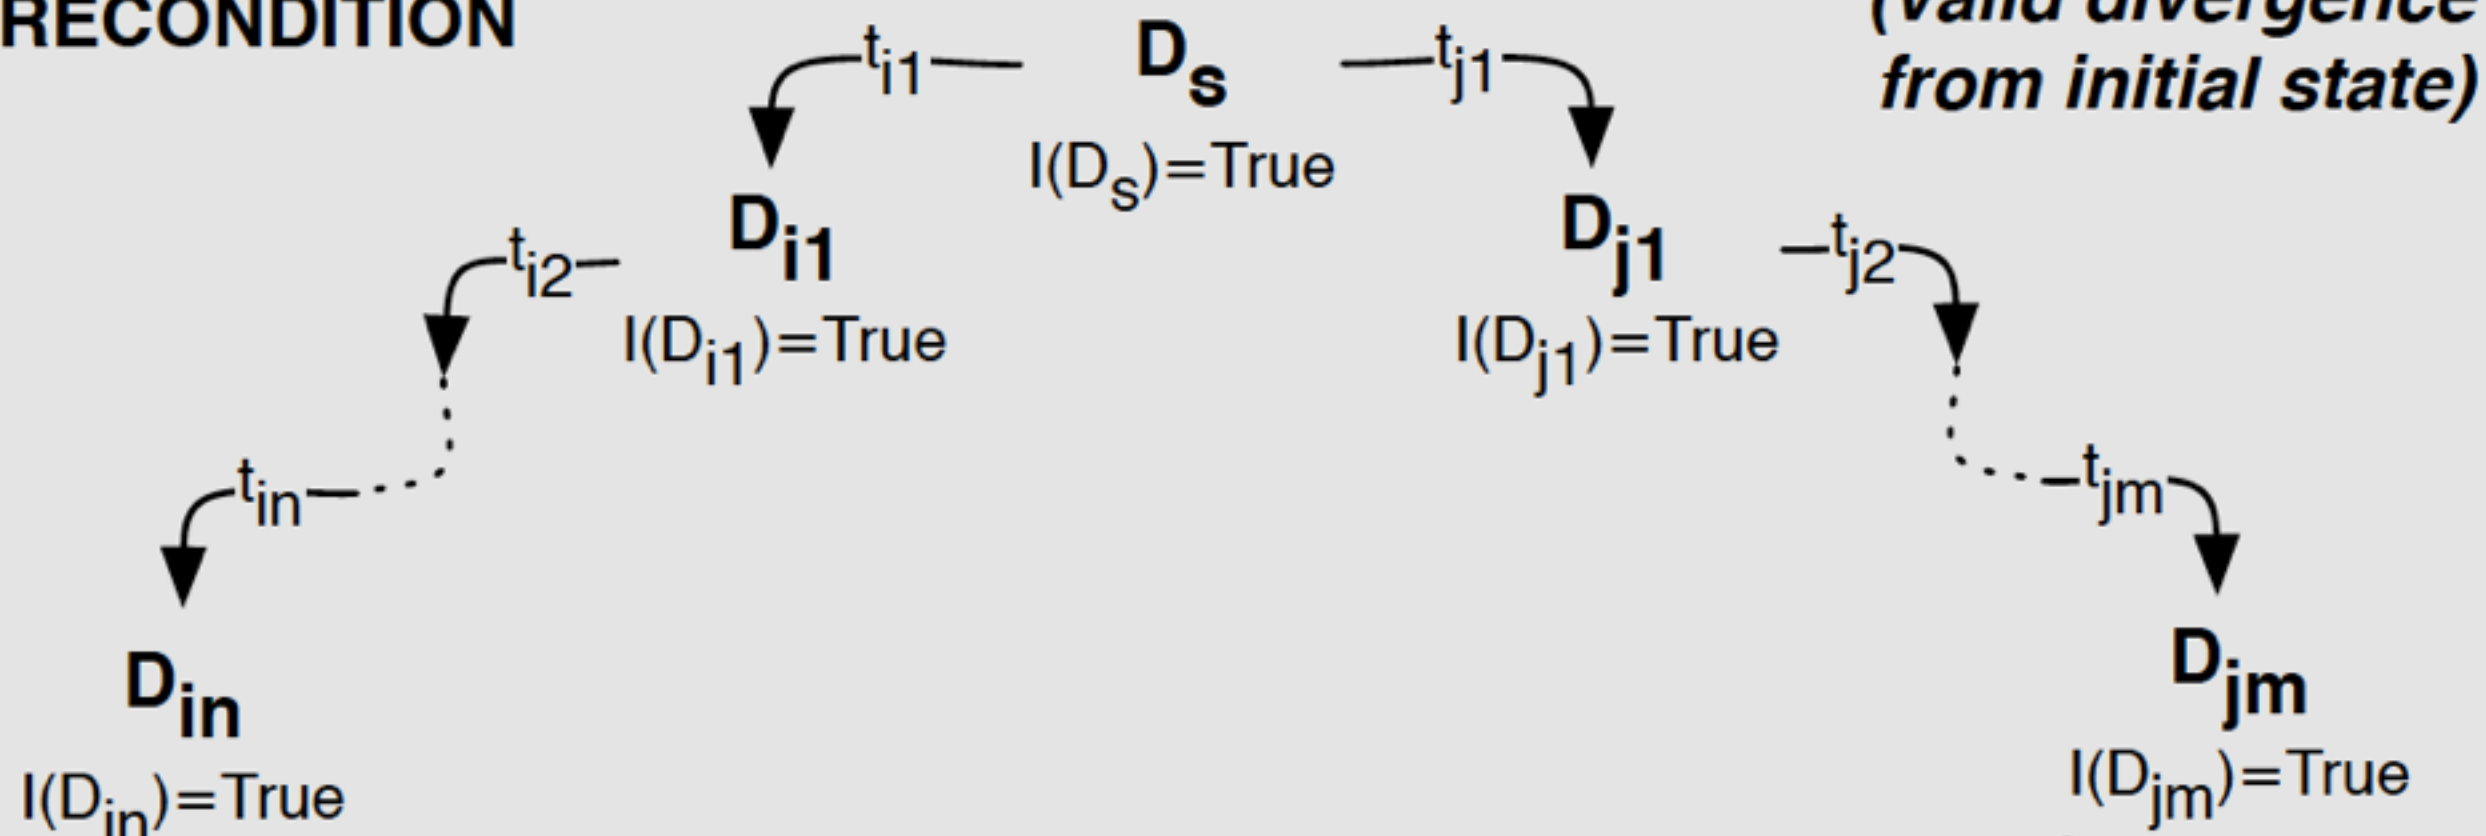 RECONDITION
(valid divergence
from initial state)
t_i1
D_s
t_j1
I(D_s)=True
D_i1
D_j1
t_i2
t_j2
I(D_i1)=True
I(D_j1)=True
t_in
t_jm
D_in
D_jm
I(D_in)=True
I(D_jm)=True